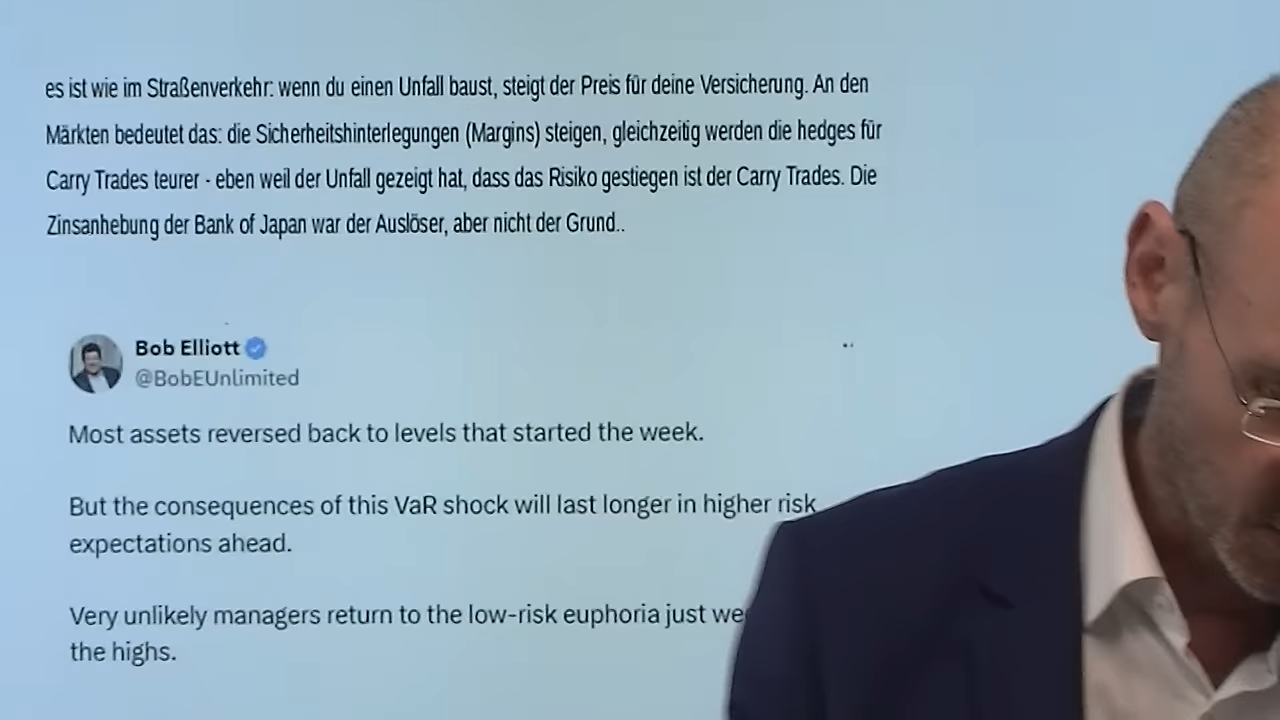 es ist wie im Straßenverkehr: wenn du einen Unfall baust, steigt der Preis für deine Versicherung. An den
Märkten bedeutet das: die Sicherheitshinterlegungen (Margins) steigen, gleichzeitig werden die hedges für
Carry Trades teurer - eben weil der Unfall gezeigt hat, dass das Risiko gestiegen ist der Carry Trades. Die
Zinsanhebung der Bank of Japan war der Auslöser, aber nicht der Grund..
Bob Elliott
@BobEUnlimited
Most assets reversed back to levels that started the week.
But the consequences of this VaR shock will last longer in higher risk
expectations ahead.
Very unlikely managers return to the low-risk euphoria just
the highs.